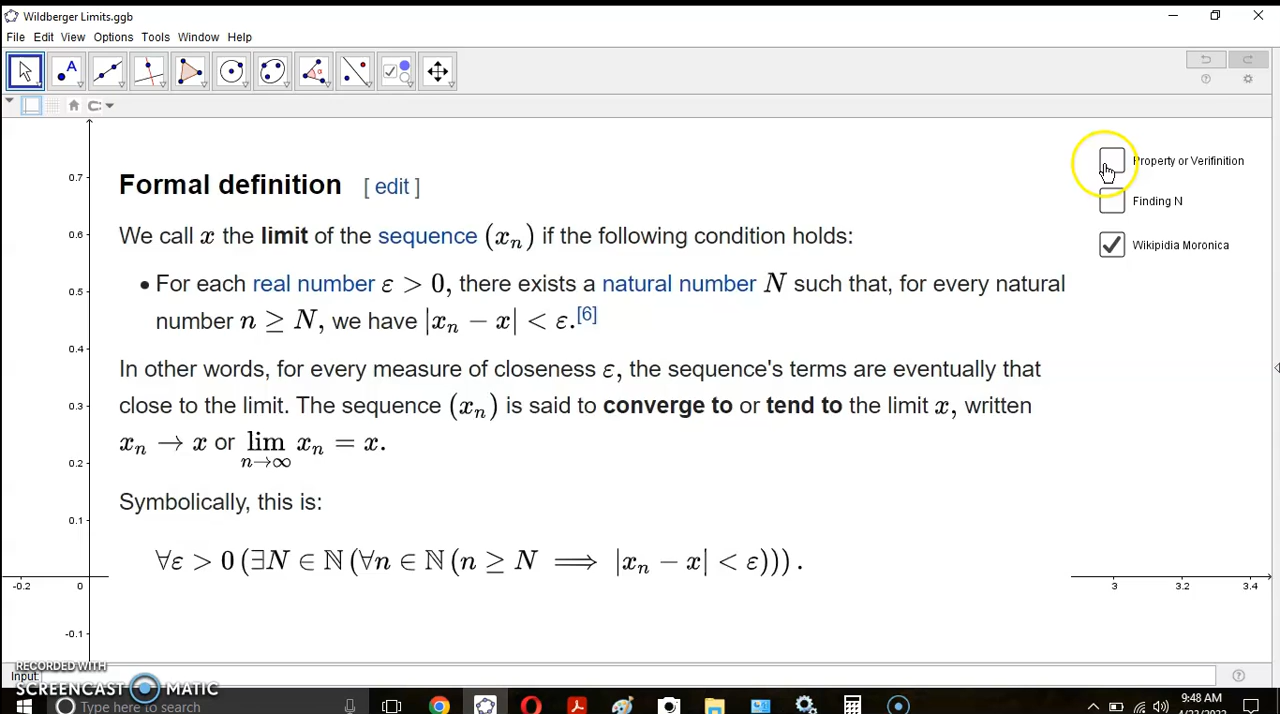 Wildberger Limits.ggb
File Edit View Options Tools Window Help
Formal definition [ edit ]
We call x the limit of the sequence (xₙ) if the following condition holds:
• For each real number ε > 0, there exists a natural number N such that, for every natural
number n ≥ N, we have |xₙ − x| < ε.[6]
In other words, for every measure of closeness ε, the sequence's terms are eventually that
close to the limit. The sequence (xₙ) is said to converge to or tend to the limit x, written
xₙ → x or lim n→∞ xₙ = x.
Symbolically, this is:
∀ε > 0 (∃N ∈ ℕ (∀n ∈ ℕ (n ≥ N ⟹ |xₙ − x| < ε))).
Property or Verifinition
Finding N
Wikipidia Moronica
0.7
0.6
0.5
0.4
0.3
0.2
0.1
-0.2 0 3 3.2 3.4
-0.1
Input:
RECORDED WITH
SCREENCAST MATIC
Type here to search
9:48 AM